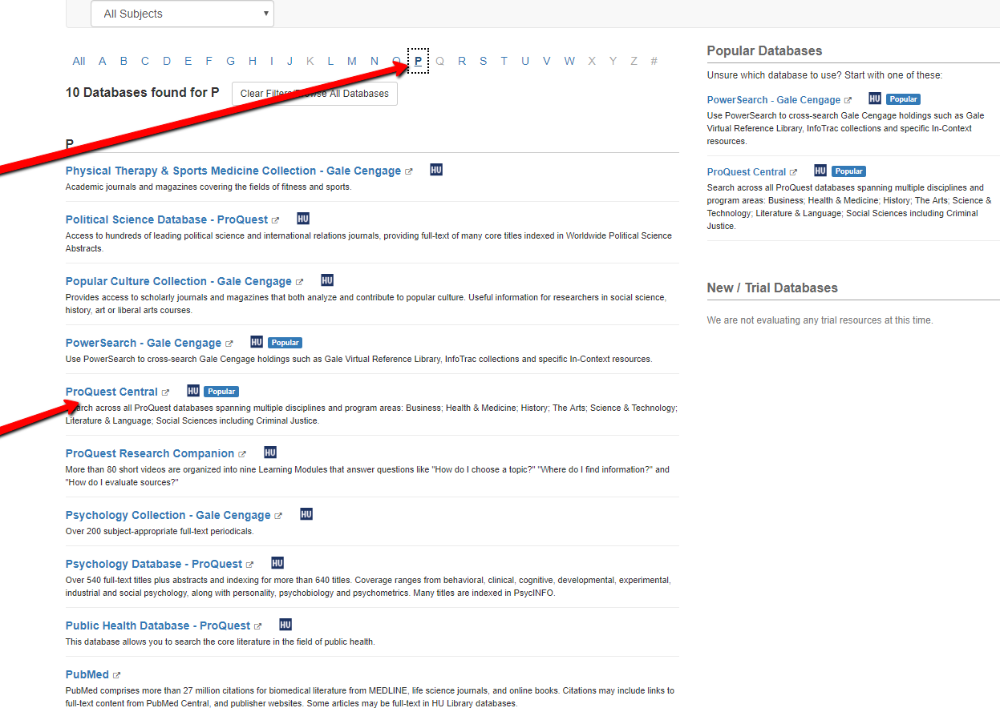 All Subjects
All A B C D E F G H I J K L M N O P Q R S T U V W X Y Z #
10 Databases found for P
Clear Filters/Browse All Databases
P
Physical Therapy & Sports Medicine Collection - Gale Cengage HU
Academic journals and magazines covering the fields of fitness and sports.
Political Science Database - ProQuest HU
Access to hundreds of leading political science and international relations journals, providing full-text of many core titles indexed in Worldwide Political Science
Abstracts.
Popular Culture Collection - Gale Cengage HU
Provides access to scholarly journals and magazines that both analyze and contribute to popular culture. Useful information for researchers in social science,
history, art or liberal arts courses.
PowerSearch - Gale Cengage HU Popular
Use PowerSearch to cross-search Gale Cengage holdings such as Gale Virtual Reference Library, InfoTrac collections and specific In-Context resources.
ProQuest Central HU Popular
Search across all ProQuest databases spanning multiple disciplines and program areas: Business; Health & Medicine; History; The Arts; Science & Technology;
Literature & Language; Social Sciences including Criminal Justice.
ProQuest Research Companion HU
More than 80 short videos are organized into nine Learning Modules that answer questions like "How do I choose a topic?" "Where do I find information?" and
"How do I evaluate sources?"
Psychology Collection - Gale Cengage HU
Over 200 subject-appropriate full-text periodicals.
Psychology Database - ProQuest HU
Over 540 full-text titles plus abstracts and indexing for more than 640 titles. Coverage ranges from behavioral, clinical, cognitive, developmental, experimental,
industrial and social psychology, along with personality, psychobiology and psychometrics. Many titles are indexed in PsycINFO.
Public Health Database - ProQuest HU
This database allows you to search the core literature in the field of public health.
PubMed
PubMed comprises more than 27 million citations for biomedical literature from MEDLINE, life science journals, and online books. Citations may include links to
full-text content from PubMed Central, and publisher websites. Some articles may be full-text in HU Library databases.
Popular Databases
Unsure which database to use? Start with one of these:
PowerSearch - Gale Cengage HU Popular
Use PowerSearch to cross-search Gale Cengage holdings such as Gale
Virtual Reference Library, InfoTrac collections and specific In-Context
resources.
ProQuest Central HU Popular
Search across all ProQuest databases spanning multiple disciplines and
program areas: Business; Health & Medicine; History; The Arts; Science &
Technology; Literature & Language; Social Sciences including Criminal
Justice.
New / Trial Databases
We are not evaluating any trial resources at this time.